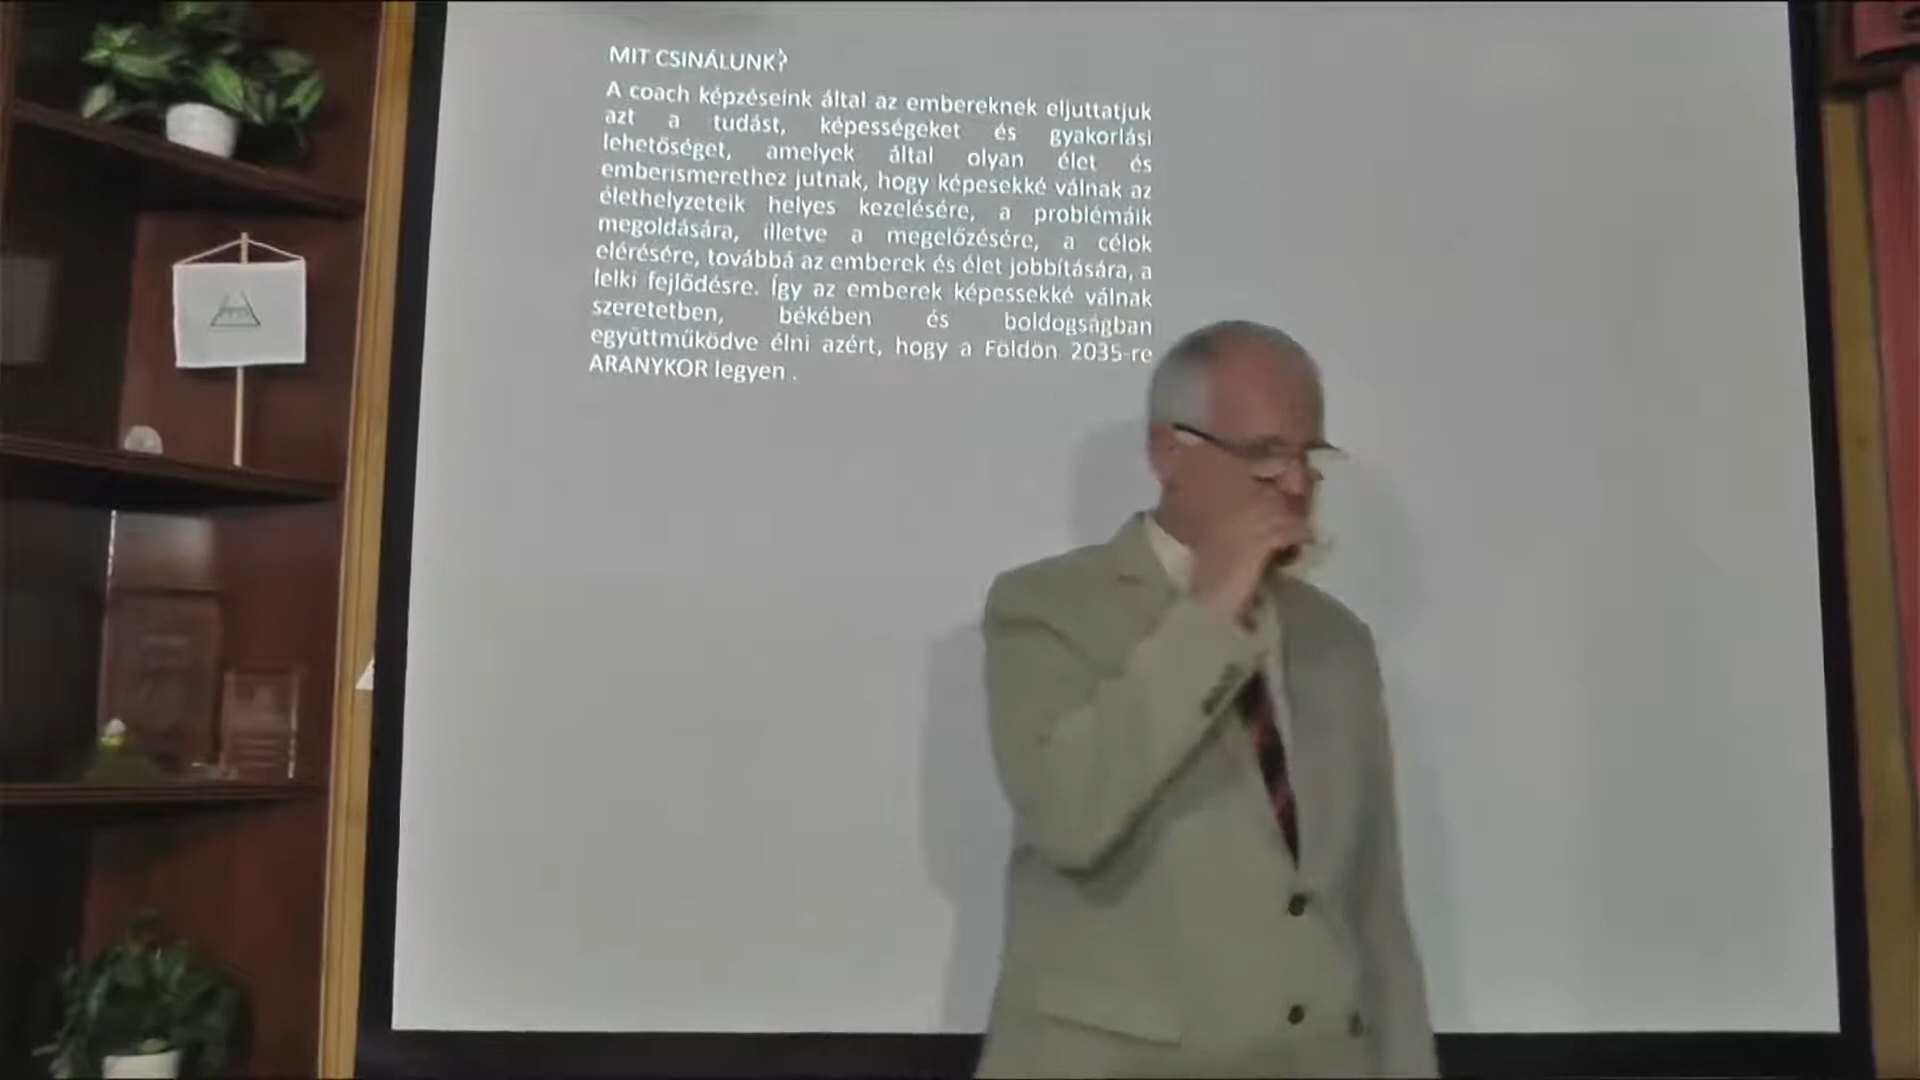 MIT CSINÁLUNK?
A coach képzéseink által az embereknek eljuttatjuk
azt a tudást, képességeket és gyakorlási
lehetőséget, amelyek által olyan élet és
emberismerethez jutnak, hogy képesekké válnak az
élethelyzeteik helyes kezelésére, a problémáik
megoldására, illetve a megelőzésére, a célok
elérésére, továbbá az emberek és élet jobbítására, a
lelki fejlődésre. Így az emberek képessekké válnak
szeretetben, békében és boldogságban
együttműködve élni azért, hogy a Földön 2035-re
ARANYKOR legyen .